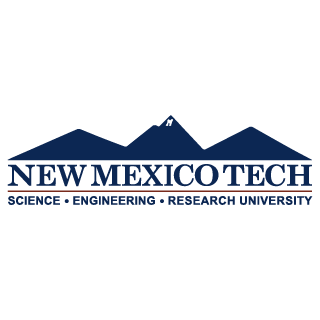 M
NEW MEXICO TECH
SCIENCE • ENGINEERING • RESEARCH UNIVERSITY